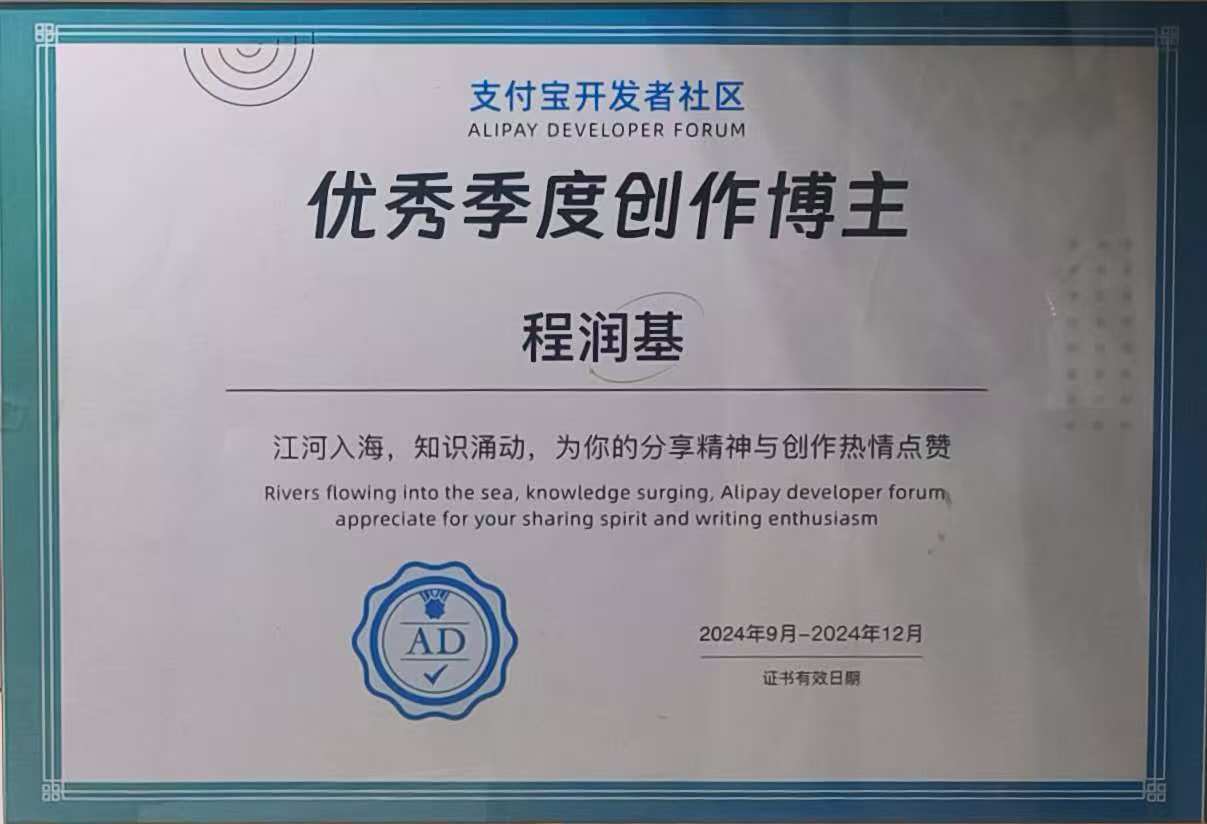 支付宝开发者社区
ALIPAY DEVELOPER FORUM
优秀季度创作博主
程润基
江河入海，知识涌动，为你的分享精神与创作热情点赞
Rivers flowing into the sea, knowledge surging, Alipay developer forum
appreciate for your sharing spirit and writing enthusiasm
AD
2024年9月-2024年12月
证书有效日期